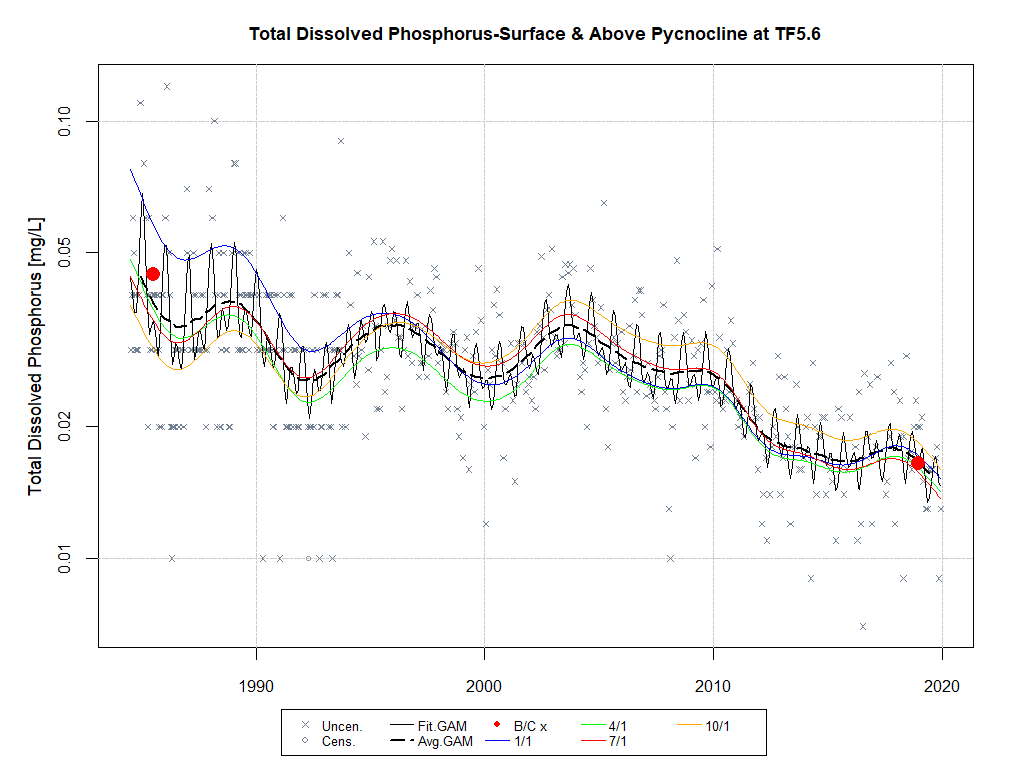 Total Dissolved Phosphorus-Surface & Above Pycnocline at TF5.6
Total Dissolved Phosphorus [mg/L]
0.10
0.05
0.02
0.01
1990 2000 2010 2020
Uncen. Fit.GAM B/C x 4/1 10/1
Cens. Avg.GAM 1/1 7/1